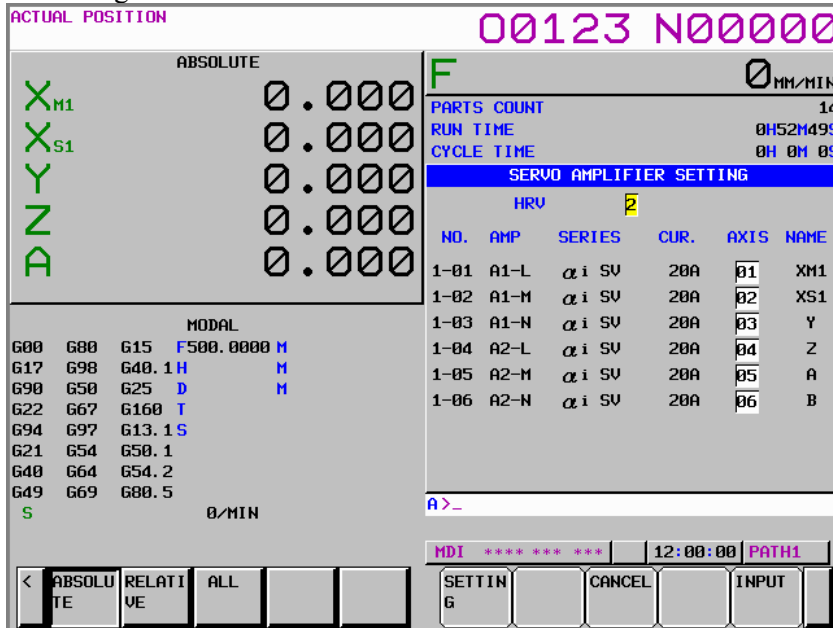 ACTUAL POSITION
O0123 N00000
ABSOLUTE
XM1 0.000
XS1 0.000
Y 0.000
Z 0.000
A 0.000
F 0 MM/MIN
PARTS COUNT 14
RUN TIME 0H52M49S
CYCLE TIME 0H 0M 0S
SERVO AMPLIFIER SETTING
HRV 2
NO. AMP SERIES CUR. AXIS NAME
1-01 A1-L αi SV 20A 01 XM1
1-02 A1-M αi SV 20A 02 XS1
1-03 A1-N αi SV 20A 03 Y
1-04 A2-L αi SV 20A 04 Z
1-05 A2-M αi SV 20A 05 A
1-06 A2-N αi SV 20A 06 B
MODAL
G00 G80 G15 F500.0000 M
G17 G98 G40.1 H M
G90 G50 G25 D M
G22 G67 G160 T
G94 G97 G13.1 S
G21 G54 G50.1
G40 G64 G54.2
G49 G69 G80.5
S 0/MIN
A>_
MDI **** *** *** 12:00:00 PATH1
< ABSOLUTE RELATIVE ALL
SETTING CANCEL INPUT